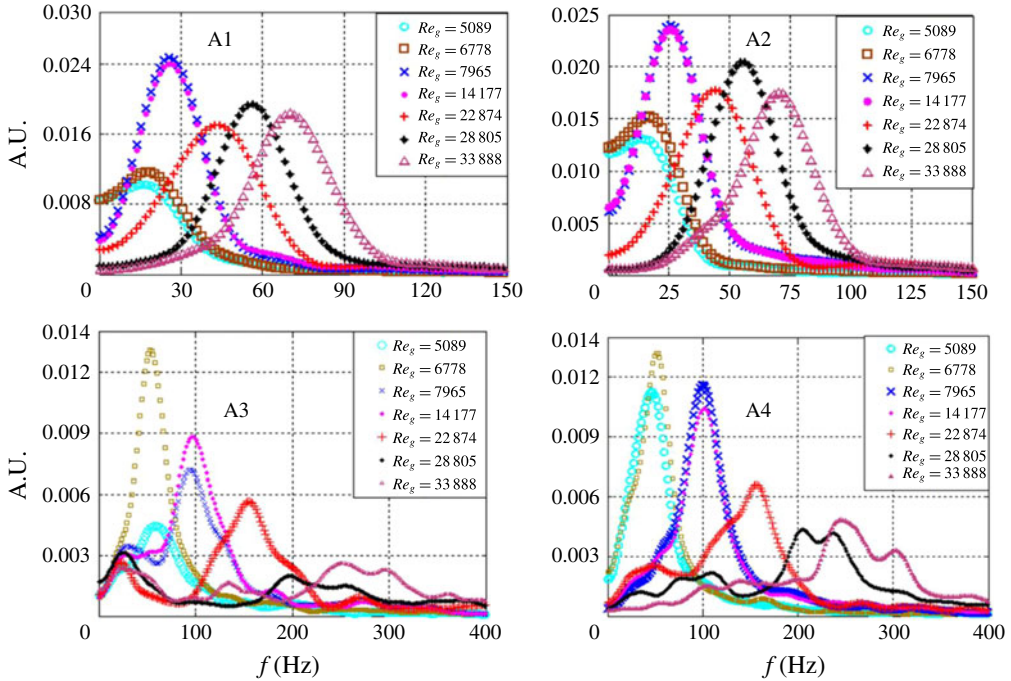 A.U.
0.030
0.024
0.016
0.008
0
30
60
90
120
150
A1
Re_g = 5089
Re_g = 6778
Re_g = 7965
Re_g = 14 177
Re_g = 22 874
Re_g = 28 805
Re_g = 33 888
0.025
0.020
0.015
0.010
0.005
0
25
50
75
100
125
150
A2
Re_g = 5089
Re_g = 6778
Re_g = 7965
Re_g = 14 177
Re_g = 22 874
Re_g = 28 805
Re_g = 33 888
A.U.
0.014
0.012
0.009
0.006
0.003
0
100
200
300
400
f (Hz)
A3
Re_g = 5089
Re_g = 6778
Re_g = 7965
Re_g = 14 177
Re_g = 22 874
Re_g = 28 805
Re_g = 33 888
0.014
0.012
0.009
0.006
0.003
0
100
200
300
400
f (Hz)
A4
Re_g = 5089
Re_g = 6778
Re_g = 7965
Re_g = 14 177
Re_g = 22 874
Re_g = 28 805
Re_g = 33 888